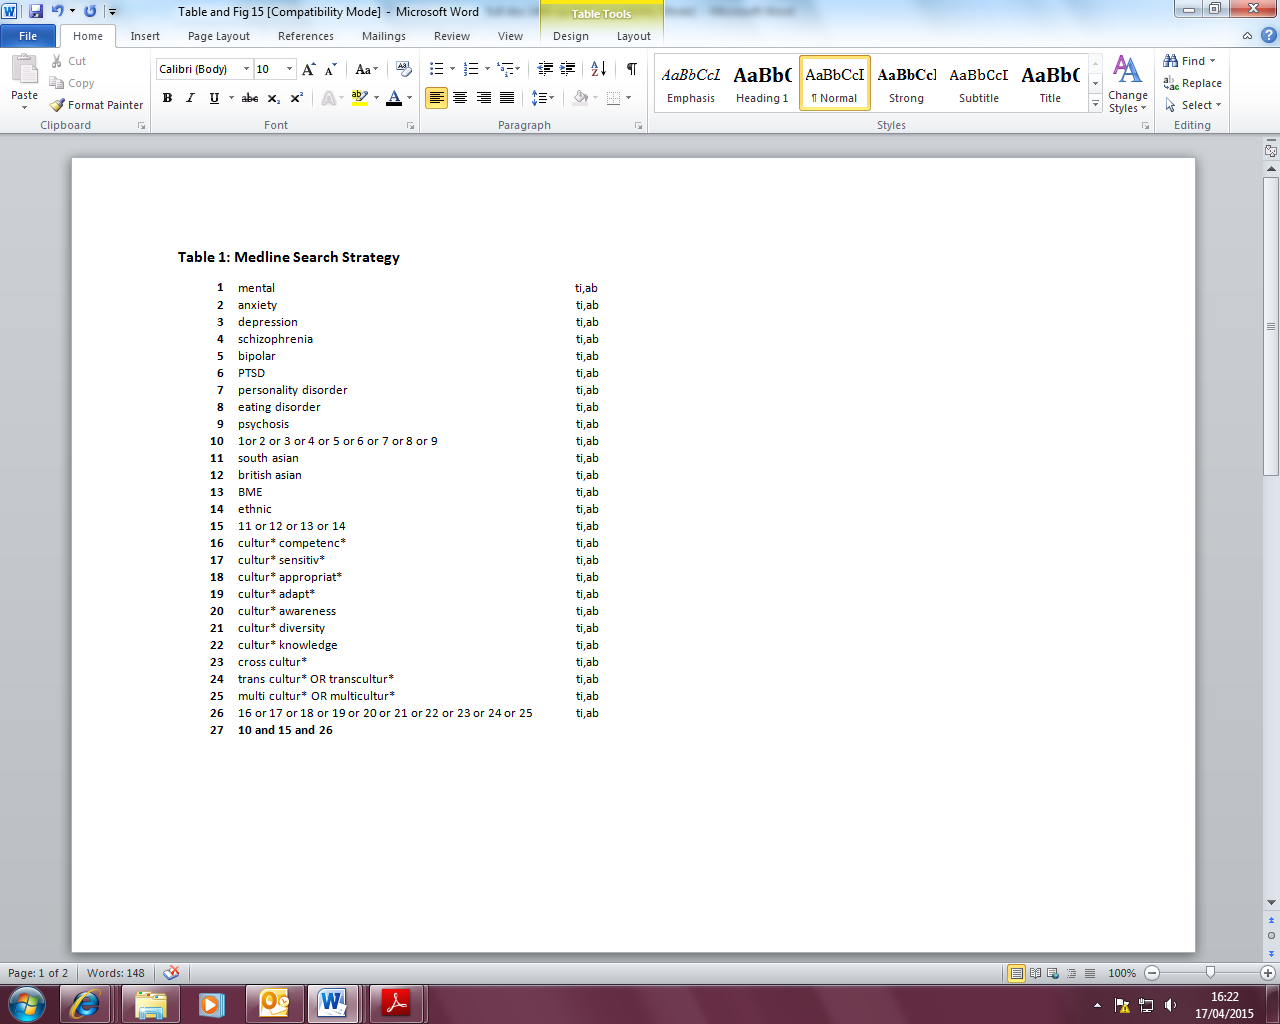 Table and Fig 15 [Compatibility Mode] - Microsoft Word
Table Tools
File Home Insert Page Layout References Mailings Review View Design Layout
Paste
Cut
Copy
Format Painter
Clipboard
Calibri (Body) 10
Font
Paragraph
AaBbCcI AaBbC AaBbCcI AaBbCcI AaBbCcI AaBbC
Emphasis Heading 1 ¶ Normal Strong Subtitle Title
Change Styles
Styles
Find
Replace
Select
Editing
Table 1: Medline Search Strategy
1 mental ti,ab
2 anxiety ti,ab
3 depression ti,ab
4 schizophrenia ti,ab
5 bipolar ti,ab
6 PTSD ti,ab
7 personality disorder ti,ab
8 eating disorder ti,ab
9 psychosis ti,ab
10 1or 2 or 3 or 4 or 5 or 6 or 7 or 8 or 9 ti,ab
11 south asian ti,ab
12 british asian ti,ab
13 BME ti,ab
14 ethnic ti,ab
15 11 or 12 or 13 or 14 ti,ab
16 cultur* competenc* ti,ab
17 cultur* sensitiv* ti,ab
18 cultur* appropriat* ti,ab
19 cultur* adapt* ti,ab
20 cultur* awareness ti,ab
21 cultur* diversity ti,ab
22 cultur* knowledge ti,ab
23 cross cultur* ti,ab
24 trans cultur* OR transcultur* ti,ab
25 multi cultur* OR multicultur* ti,ab
26 16 or 17 or 18 or 19 or 20 or 21 or 22 or 23 or 24 or 25 ti,ab
27 10 and 15 and 26
Page: 1 of 2 Words: 148 100%
16:22
17/04/2015